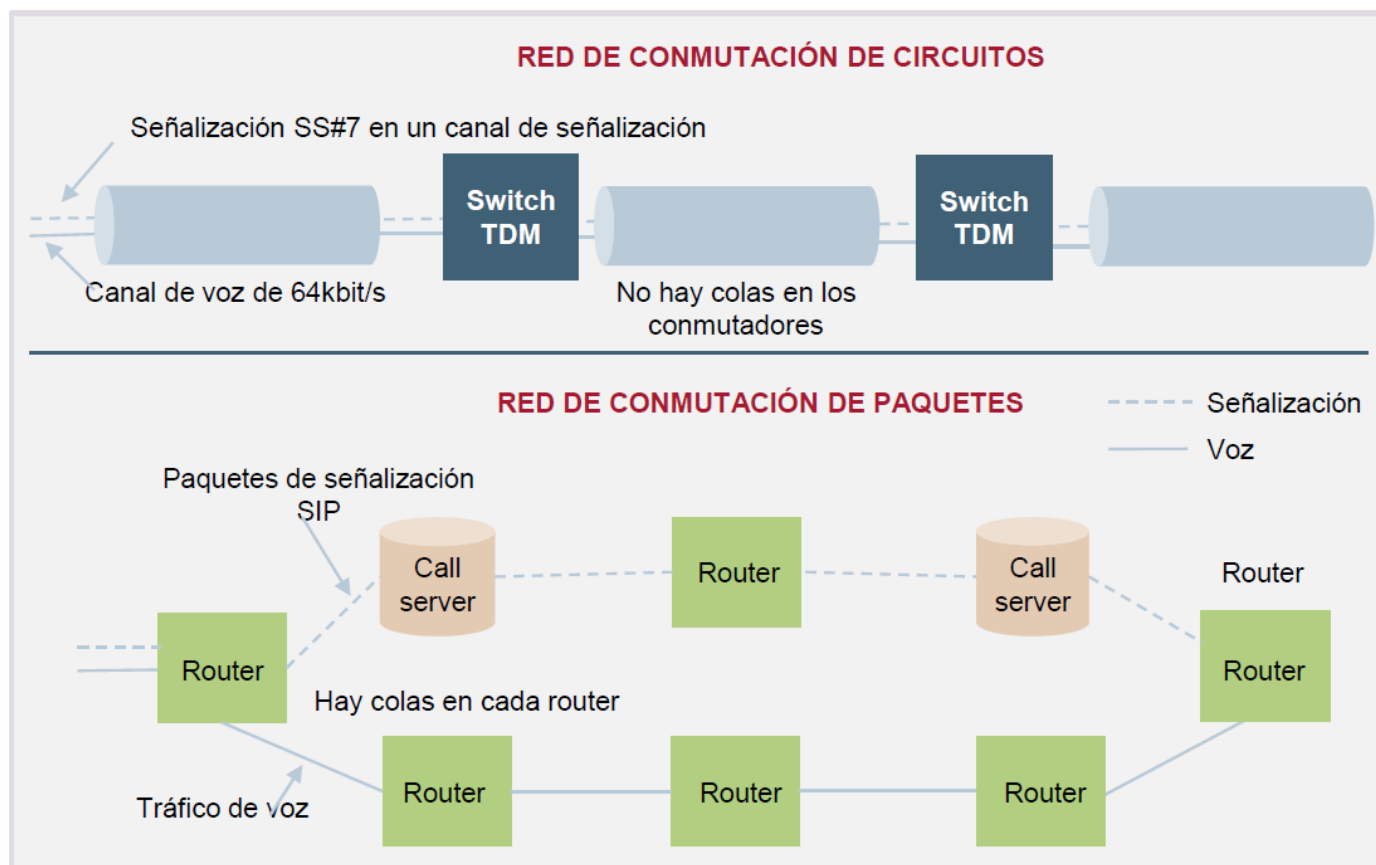 RED DE CONMUTACIÓN DE CIRCUITOS
Señalización SS#7 en un canal de señalización
Switch
TDM
Switch
TDM
Canal de voz de 64kbit/s
No hay colas en los
conmutadores
RED DE CONMUTACIÓN DE PAQUETES
Señalización
Voz
Paquetes de señalización
SIP
Call
server
Router
Call
server
Router
Router
Router
Hay colas en cada router
Tráfico de voz
Router
Router
Router